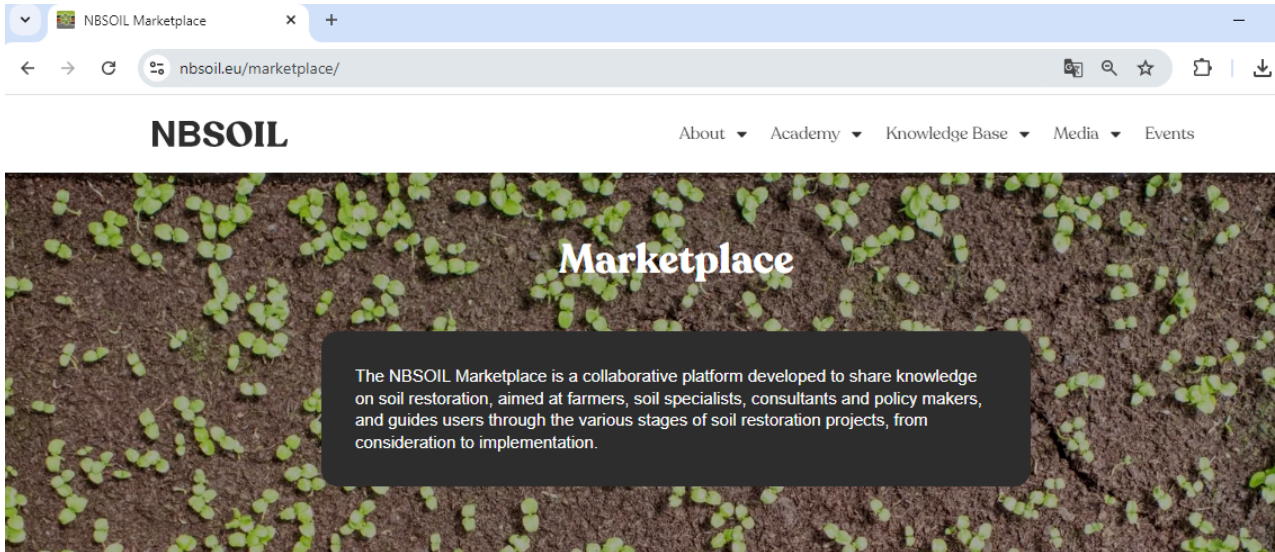 NBSOIL Marketplace
nbsoil.eu/marketplace/
NBSOIL
About Academy Knowledge Base Media Events
Marketplace
The NBSOIL Marketplace is a collaborative platform developed to share knowledge
on soil restoration, aimed at farmers, soil specialists, consultants and policy makers,
and guides users through the various stages of soil restoration projects, from
consideration to implementation.